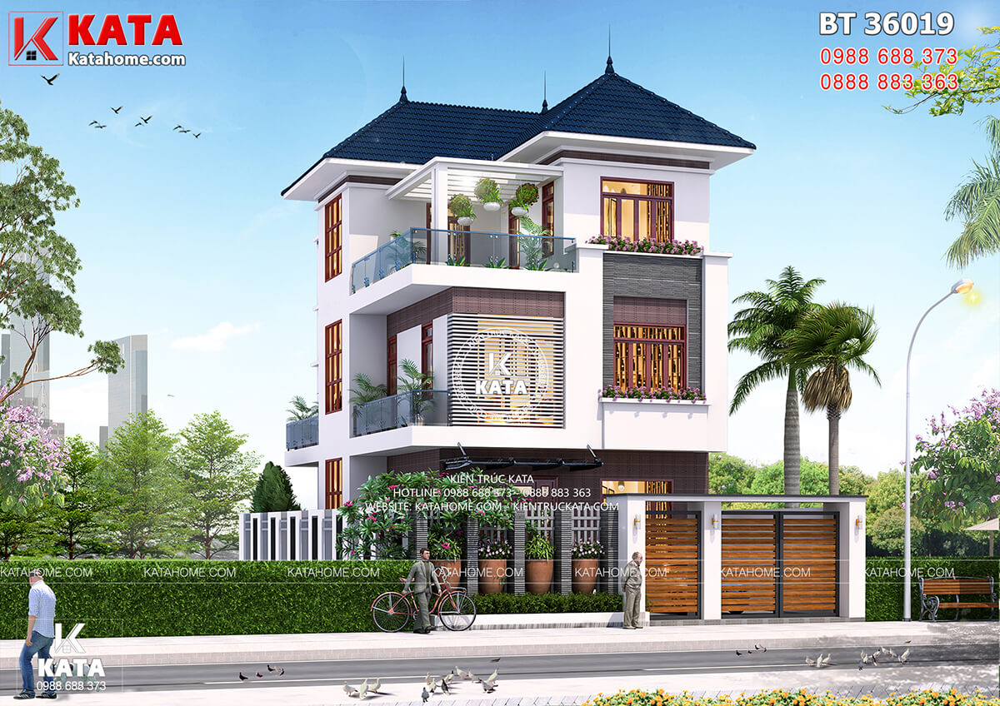 KATA
Katahome.com
BT 36019
0988 688 373
0888 883 363
K
KATA
KIẾN TRÚC KATA
HOTLINE: 0988 688 373 - 0888 883 363
WEBSITE: KATAHOME.COM - KIENTRUCKATA.COM
KATAHOME.COM
KATAHOME.COM
KATAHOME.COM
KATAHOME.COM
KATAHOME.COM
KATAHOME.COM
KATA
0988 688 373